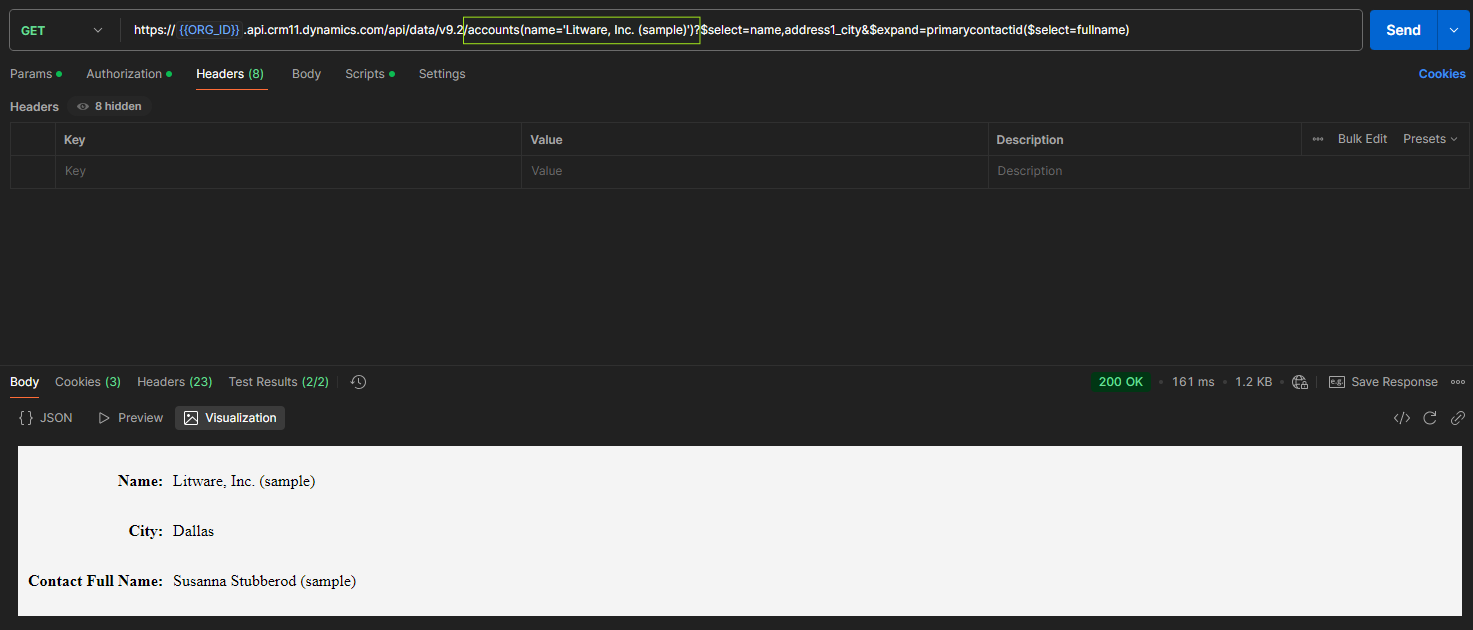 GET https://{{ORG_ID}}.api.crm11.dynamics.com/api/data/v9.2/accounts(name='Litware, Inc. (sample)')?$select=name,address1_city&$expand=primarycontactid($select=fullname) Send
Params Authorization Headers (8) Body Scripts Settings Cookies
Headers 8 hidden
Key Value Description Bulk Edit Presets
Key Value Description
Body Cookies (3) Headers (23) Test Results (2/2) 200 OK 161 ms 1.2 KB e.g. Save Response
{} JSON Preview Visualization </>
Name: Litware, Inc. (sample)
City: Dallas
Contact Full Name: Susanna Stubberod (sample)